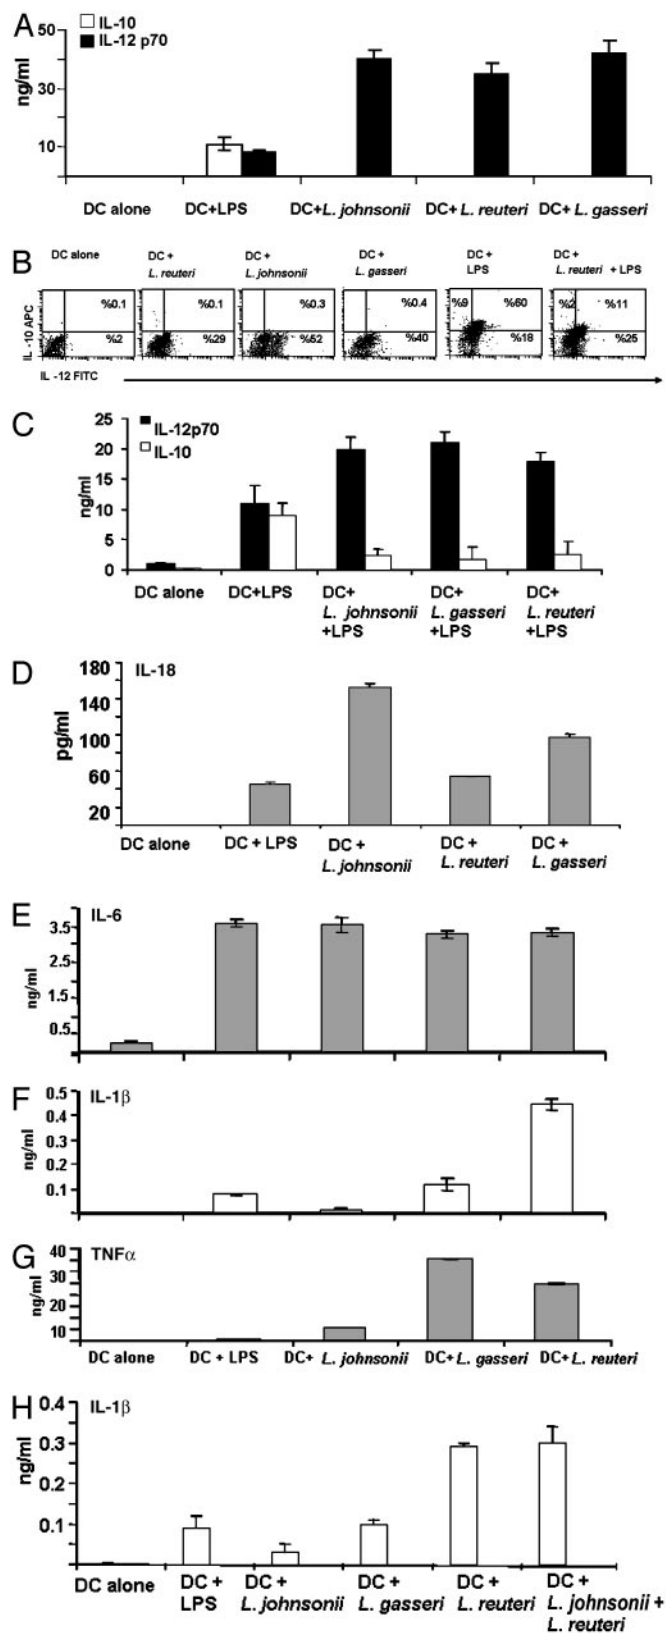 A
IL-10
IL-12 p70
ng/ml
50
30
10
DC alone
DC+LPS
DC+L. johnsonii
DC+ L. reuteri
DC+ L. gasseri
B
DC alone
DC +
L. reuteri
DC +
L. johnsonii
DC +
L. gasseri
DC +
LPS
DC +
L. reuteri + LPS
IL -10 APC
%0.1
%2
%0.1
%29
%0.3
%52
%0.4
%40
%9
%60
%18
%2
%11
%25
IL -12 FITC
C
IL-12p70
IL-10
ng/ml
25
20
15
10
5
0
DC alone
DC+LPS
DC+
L. johnsonii
+LPS
DC+
L. gasseri
+LPS
DC+
L. reuteri
+LPS
D
IL-18
pg/ml
180
140
100
60
20
DC alone
DC + LPS
DC +
L. johnsonii
DC +
L. reuteri
DC +
L. gasseri
E
IL-6
ng/ml
3.5
2.5
1.5
0.5
F
IL-1β
ng/ml
0.5
0.4
0.3
0.2
0.1
G
TNFα
ng/ml
40
30
20
10
DC alone
DC + LPS
DC+ L. johnsonii
DC+ L. gasseri
DC+ L. reuteri
H
IL-1β
ng/ml
0.4
0.3
0.2
0.1
DC alone
DC +
LPS
DC +
L. johnsonii
DC +
L. gasseri
DC +
L. reuteri
DC +
L. johnsonii +
L. reuteri